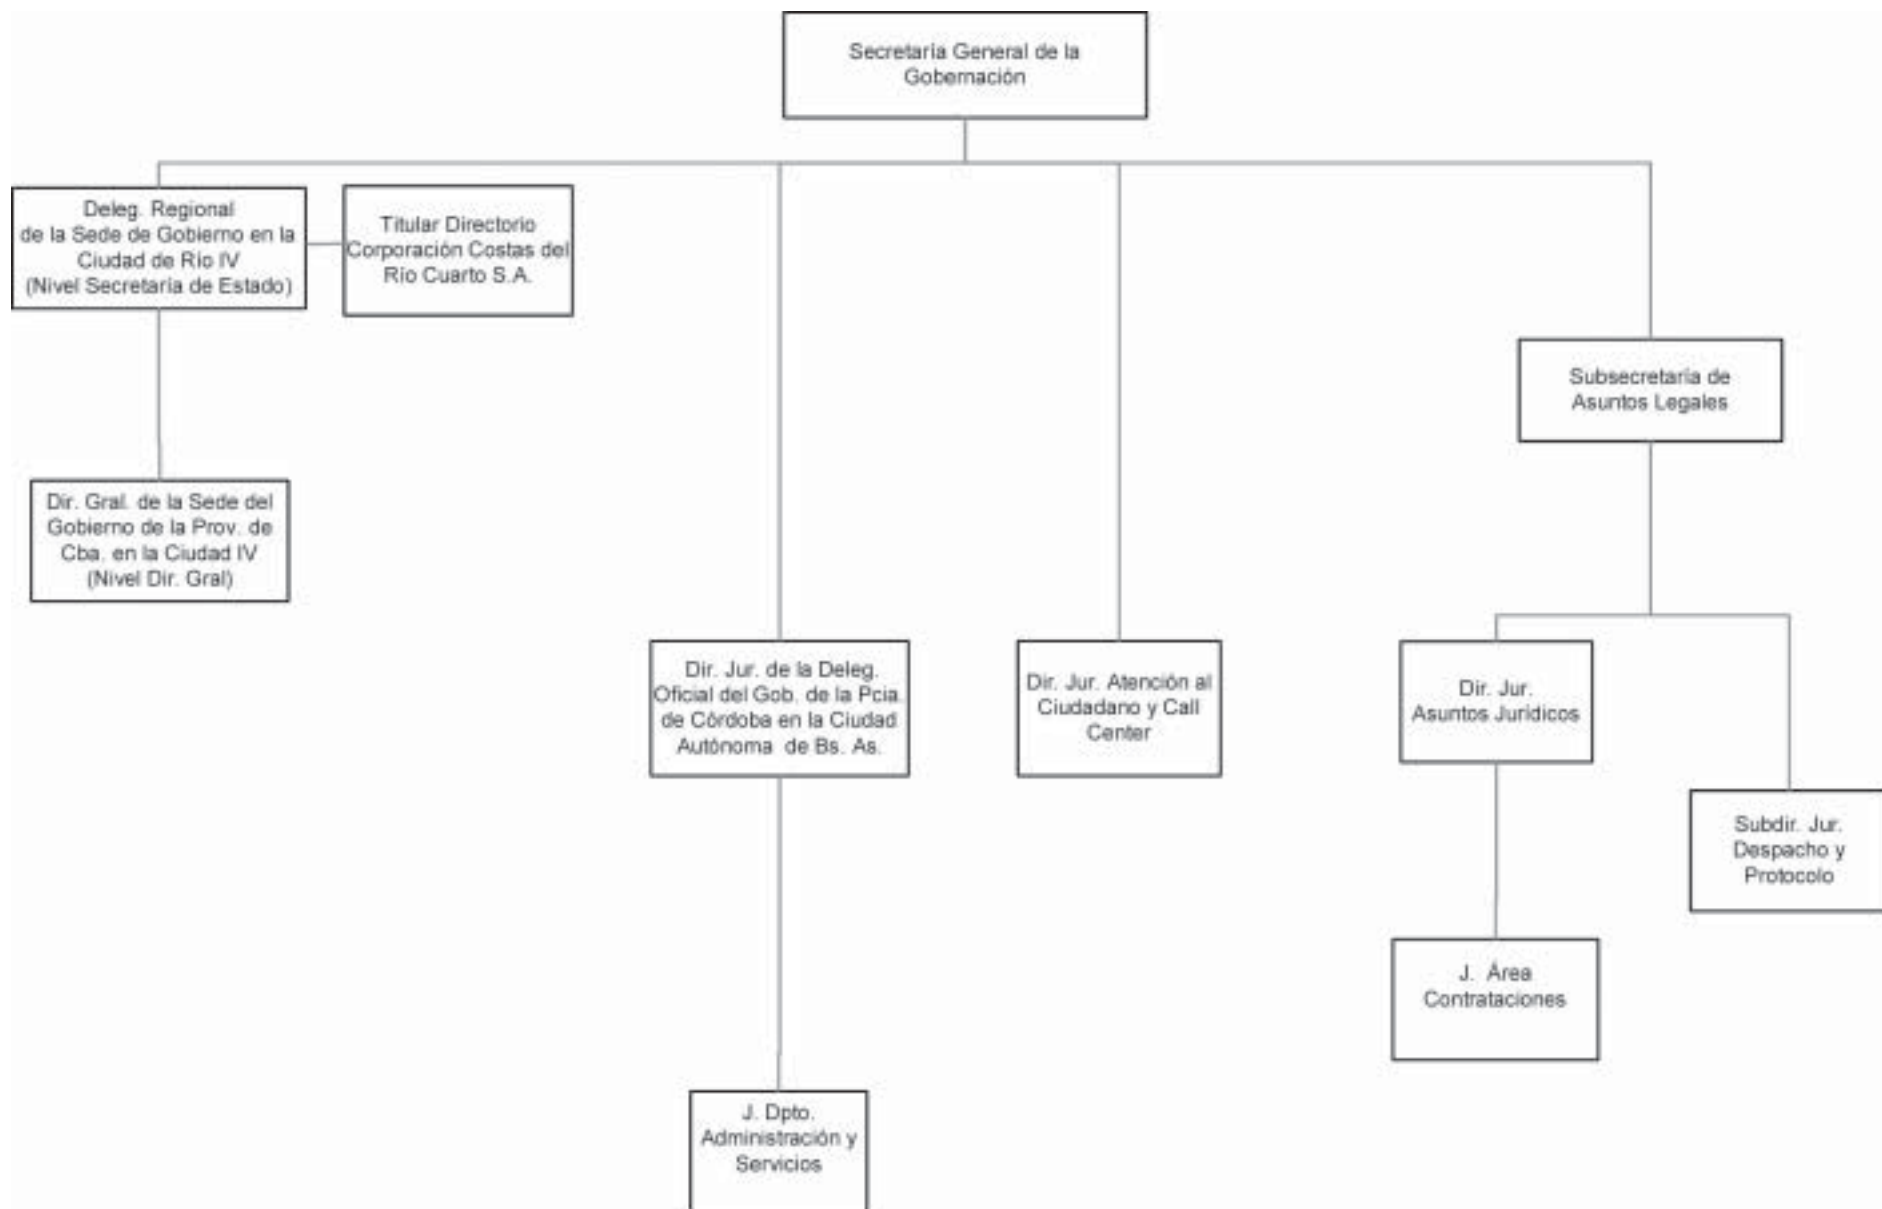 Secretaría General de la
Gobernación
Deleg. Regional
de la Sede de Gobierno en la
Ciudad de Río IV
(Nivel Secretaría de Estado)
Titular Directorio
Corporación Costas del
Río Cuarto S.A.
Subsecretaría de
Asuntos Legales
Dir. Gral. de la Sede del
Gobierno de la Prov. de
Cba. en la Ciudad IV
(Nivel Dir. Gral)
Dir. Jur. de la Deleg.
Oficial del Gob. de la Pcia.
de Córdoba en la Ciudad
Autónoma de Bs. As.
Dir. Jur. Atención al
Ciudadano y Call
Center
Dir. Jur.
Asuntos Jurídicos
Subdir. Jur.
Despacho y
Protocolo
J. Área
Contrataciones
J. Dpto.
Administración y
Servicios